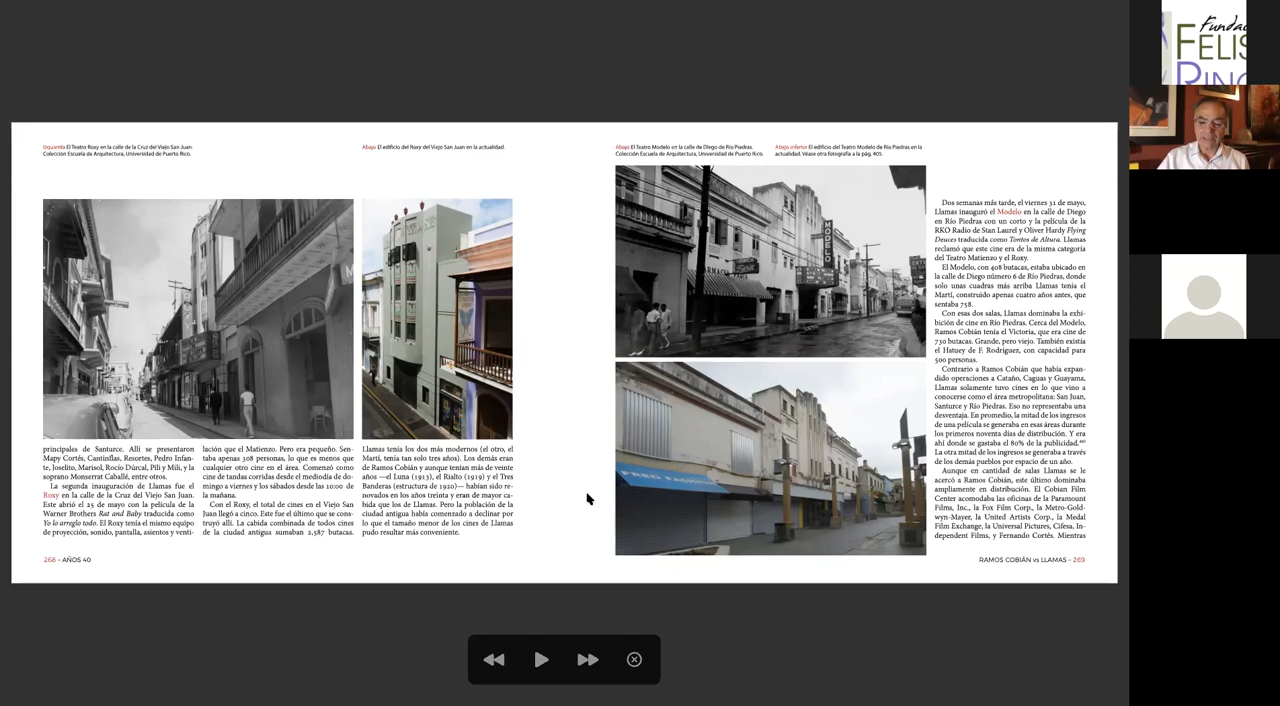 Izquierda El Teatro Roxy en la calle de la Cruz del Viejo San Juan.
Colección Escuela de Arquitectura, Universidad de Puerto Rico.
Abajo El edificio del Roxy del Viejo San Juan en la actualidad.
principales de Santurce. Allí se presentaron
Mapy Cortés, Cantinflas, Resortes, Pedro Infan-
te, Joselito, Marisol, Rocío Dúrcal, Pili y Mili, y la
soprano Monserrat Caballé, entre otros.
La segunda inauguración de Llamas fue el
Roxy en la calle de la Cruz del Viejo San Juan.
Este abrió el 25 de mayo con la película de la
Warner Brothers Rat and Baby traducida como
Yo lo arreglo todo. El Roxy tenía el mismo equipo
de proyección, sonido, pantalla, asientos y venti-
lación que el Matienzo. Pero era pequeño. Sen-
taba apenas 308 personas, lo que es menos que
cualquier otro cine en el área. Comenzó como
cine de tandas corridas desde el mediodía de do-
mingo a viernes y los sábados desde las 10:00 de
la mañana.
Con el Roxy, el total de cines en el Viejo San
Juan llegó a cinco. Este fue el último que se cons-
truyó allí. La cabida combinada de todos cines
de la ciudad antigua sumaban 2,587 butacas.
Llamas tenía los dos más modernos (el otro, el
Martí, tenía tan solo tres años). Los demás eran
de Ramos Cobián y aunque tenían más de veinte
años —el Luna (1913), el Rialto (1919) y el Tres
Banderas (estructura de 1920)— habían sido re-
novados en los años treinta y eran de mayor ca-
bida que los de Llamas. Pero la población de la
ciudad antigua había comenzado a declinar por
lo que el tamaño menor de los cines de Llamas
pudo resultar más conveniente.
268 – AÑOS 40
Abajo El Teatro Modelo en la calle de Diego de Río Piedras.
Colección Escuela de Arquitectura, Universidad de Puerto Rico.
Abajo inferior El edificio del Teatro Modelo de Río Piedras en la
actualidad. Véase otra fotografía a la pág. 405.
MODELO
Dos semanas más tarde, el viernes 31 de mayo,
Llamas inauguró el Modelo en la calle de Diego
en Río Piedras con un corto y la película de la
RKO Radio de Stan Laurel y Oliver Hardy Flying
Deuces traducida como Tontos de Altura. Llamas
reclamó que este cine era de la misma categoría
del Teatro Matienzo y el Roxy.
El Modelo, con 408 butacas, estaba ubicado en
la calle de Diego número 6 de Río Piedras, donde
solo unas cuadras más arriba Llamas tenía el
Martí, construido apenas cuatro años antes, que
sentaba 758.
Con esas dos salas, Llamas dominaba la exhi-
bición de cine en Río Piedras. Cerca del Modelo,
Ramos Cobián tenía el Victoria, que era cine de
730 butacas. Grande, pero viejo. También existía
el Hatuey de F. Rodríguez, con capacidad para
500 personas.
Contrario a Ramos Cobián que había expan-
dido operaciones a Cataño, Caguas y Guayama,
Llamas solamente tuvo cines en lo que vino a
conocerse como el área metropolitana: San Juan,
Santurce y Río Piedras. Eso no representaba una
desventaja. En promedio, la mitad de los ingresos
de una película se generaba en esas áreas durante
los primeros noventa días de distribución. Y era
ahí donde se gastaba el 80% de la publicidad.
La otra mitad de los ingresos se generaba a través
de los demás pueblos por espacio de un año.
Aunque en cantidad de salas Llamas se le
acercó a Ramos Cobián, este último dominaba
ampliamente en distribución. El Cobian Film
Center acomodaba las oficinas de la Paramount
Films, Inc., la Fox Film Corp., la Metro-Gold-
wyn-Mayer, la United Artists Corp., la Medal
Film Exchange, la Universal Pictures, Cifesa, In-
dependent Films, y Fernando Cortés. Mientras
RAMOS COBIÁN vs LLAMAS – 269
Fundac
FELIS
RINC